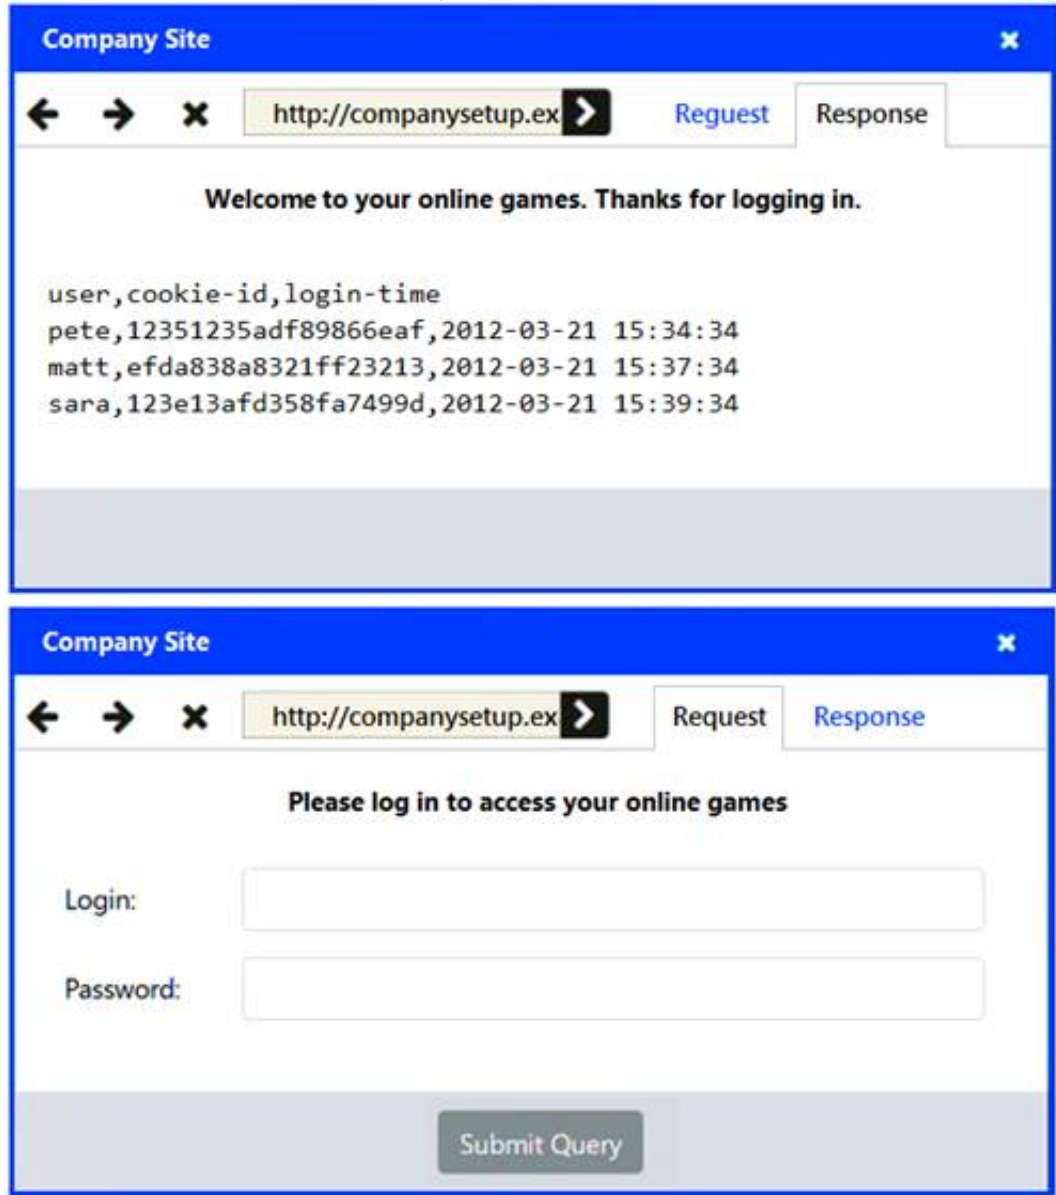 Company Site
http://companysetup.ex
Reguest
Response
Welcome to your online games. Thanks for logging in.
user,cookie-id,login-time
pete,12351235adf89866eaf,2012-03-21 15:34:34
matt,efda838a8321ff23213,2012-03-21 15:37:34
sara,123e13afd358fa7499d,2012-03-21 15:39:34
Company Site
http://companysetup.ex
Request
Response
Please log in to access your online games
Login:
Password:
Submit Query